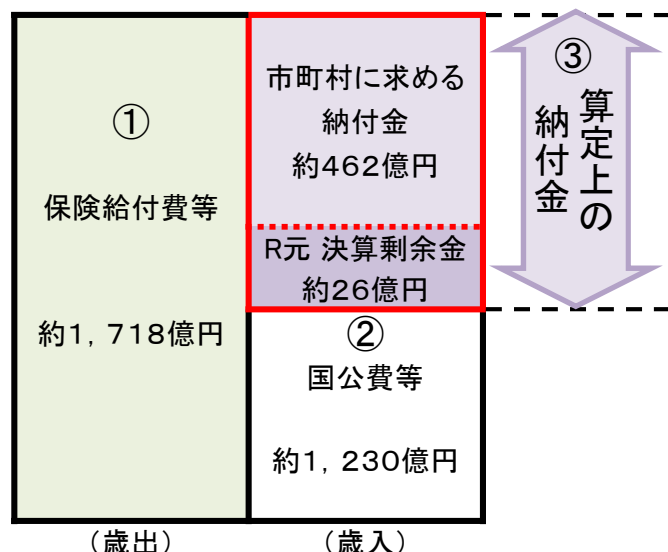 ①
保険給付費等
約1，718億円
（歳出）
市町村に求める
納付金
約462億円
R元 決算剰余金
約26億円
②
国公費等
約1，230億円
（歳入）
③
算定上の
納付金